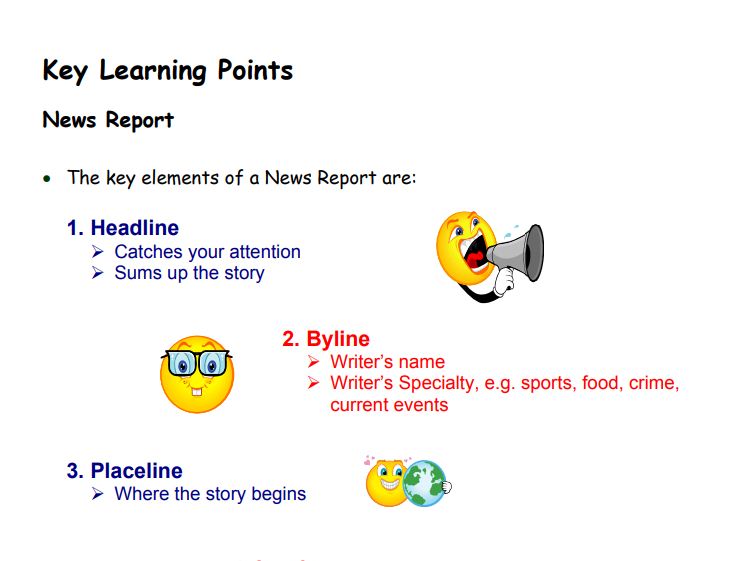 Key Learning Points
News Report
• The key elements of a News Report are:
1. Headline
➢ Catches your attention
➢ Sums up the story
2. Byline
➢ Writer’s name
➢ Writer’s Specialty, e.g. sports, food, crime,
current events
3. Placeline
➢ Where the story begins